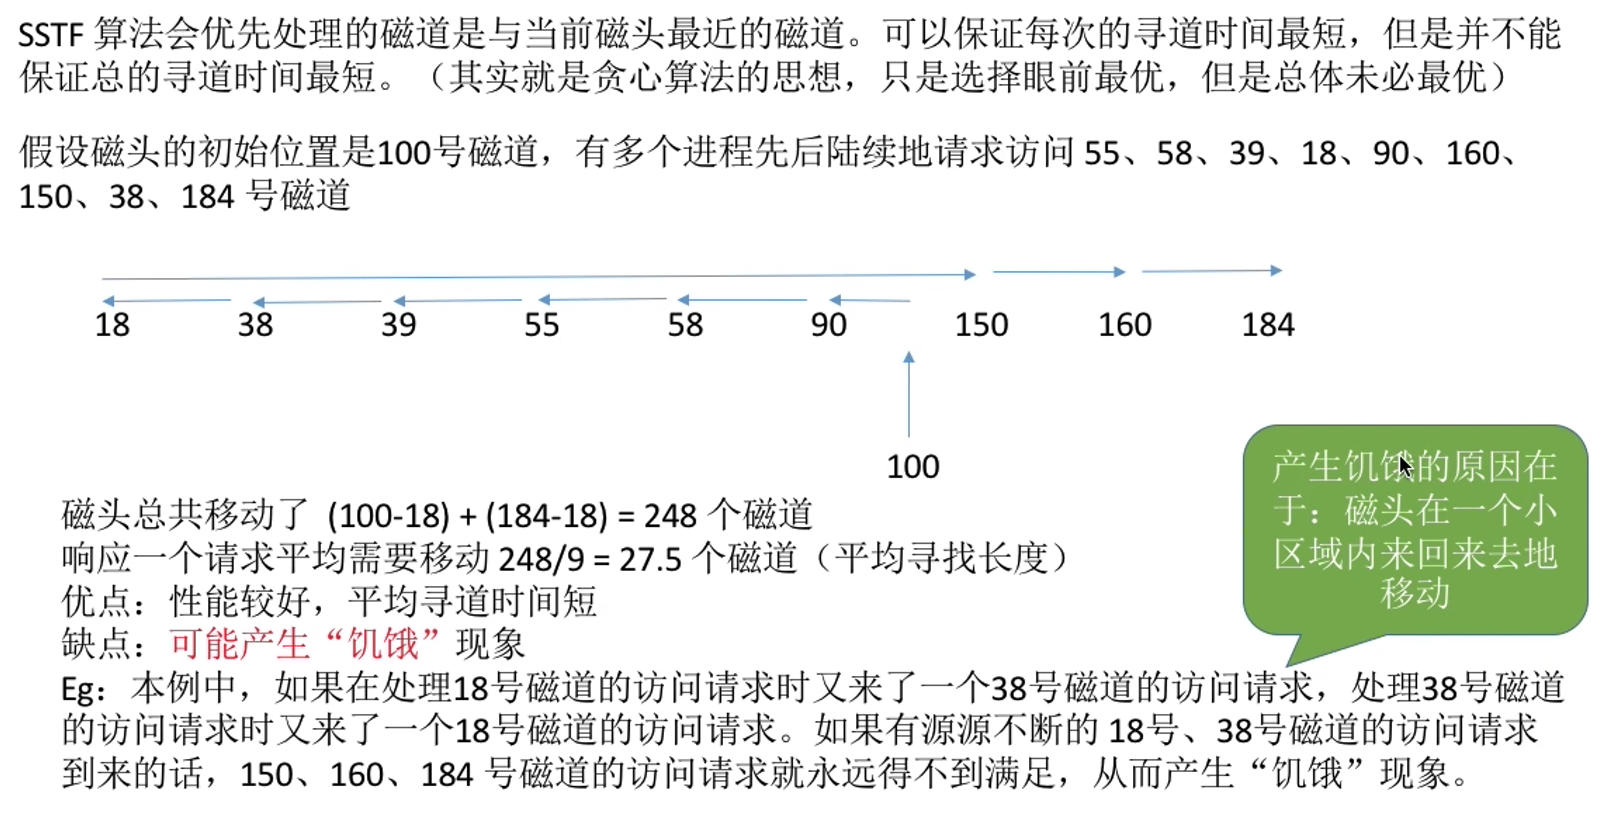 SSTF 算法会优先处理的磁道是与当前磁头最近的磁道。可以保证每次的寻道时间最短，但是并不能
保证总的寻道时间最短。（其实就是贪心算法的思想，只是选择眼前最优，但是总体未必最优）
假设磁头的初始位置是100号磁道，有多个进程先后陆续地请求访问 55、58、39、18、90、160、
150、38、184 号磁道
18 38 39 55 58 90 150 160 184
100
磁头总共移动了 (100-18) + (184-18) = 248 个磁道
响应一个请求平均需要移动 248/9 = 27.5 个磁道（平均寻找长度）
优点：性能较好，平均寻道时间短
缺点：可能产生“饥饿”现象
产生饥饿的原因在
于：磁头在一个小
区域内来回来去地
移动
Eg：本例中，如果在处理18号磁道的访问请求时又来了一个38号磁道的访问请求，处理38号磁道
的访问请求时又来了一个18号磁道的访问请求。如果有源源不断的 18号、38号磁道的访问请求
到来的话，150、160、184 号磁道的访问请求就永远得不到满足，从而产生“饥饿”现象。